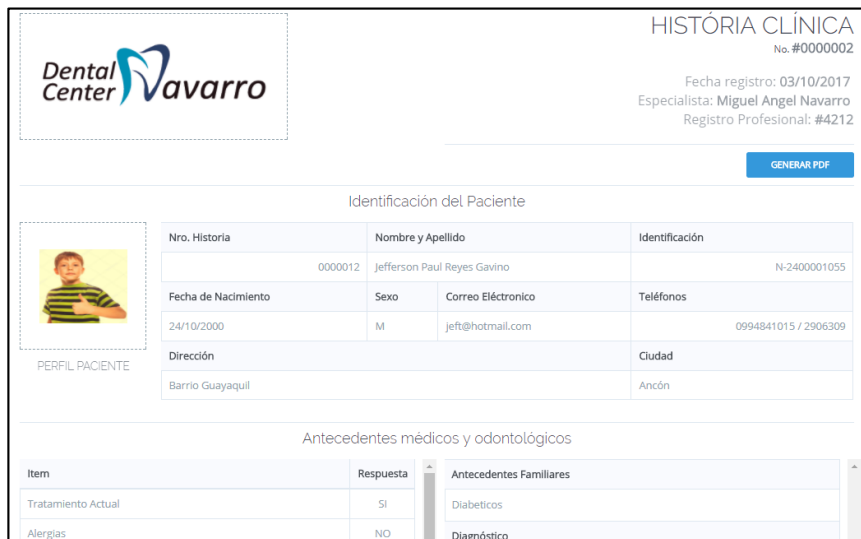 Dental
Center Navarro
HISTÓRIA CLÍNICA
No. #0000002
Fecha registro: 03/10/2017
Especialista: Miguel Angel Navarro
Registro Profesional: #4212
GENERAR PDF
Identificación del Paciente
PERFIL PACIENTE
Nro. Historia Nombre y Apellido Identificación
0000012 Jefferson Paul Reyes Gavino N-2400001055
Fecha de Nacimiento Sexo Correo Eléctronico Teléfonos
24/10/2000 M jeft@hotmail.com 0994841015 / 2906309
Dirección Ciudad
Barrio Guayaquil Ancón
Antecedentes médicos y odontológicos
Item Respuesta
Tratamiento Actual SI
Alergias NO
Antecedentes Familiares
Diabeticos
Diagnóstico